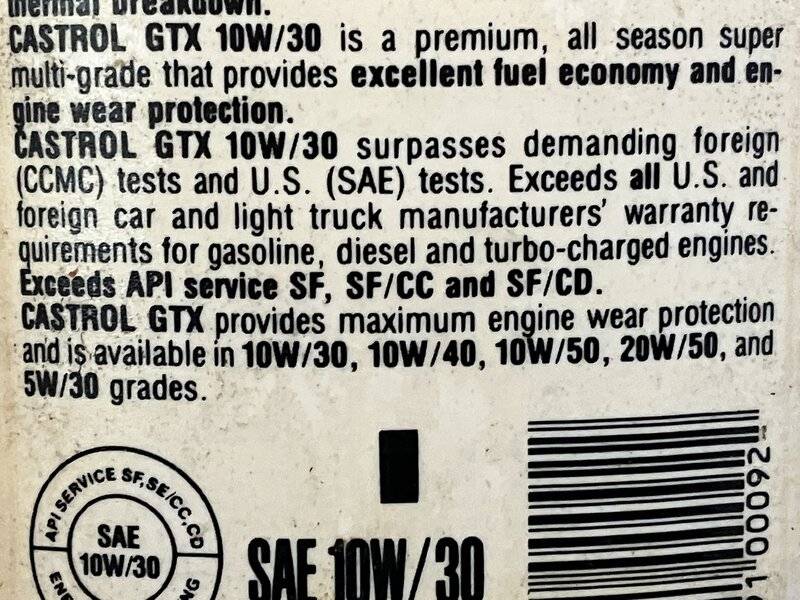 thermal breakdown.
CASTROL GTX 10W/30 is a premium, all season super
multi-grade that provides excellent fuel economy and en-
gine wear protection.
CASTROL GTX 10W/30 surpasses demanding foreign
(CCMC) tests and U.S. (SAE) tests. Exceeds all U.S. and
foreign car and light truck manufacturers' warranty re-
quirements for gasoline, diesel and turbo-charged engines.
Exceeds API service SF, SF/CC and SF/CD.
CASTROL GTX provides maximum engine wear protection
and is available in 10W/30, 10W/40, 10W/50, 20W/50, and
5W/30 grades.
API SERVICE SF,SE/CC,CD
SAE
10W/30
SAE 10W/30
100092